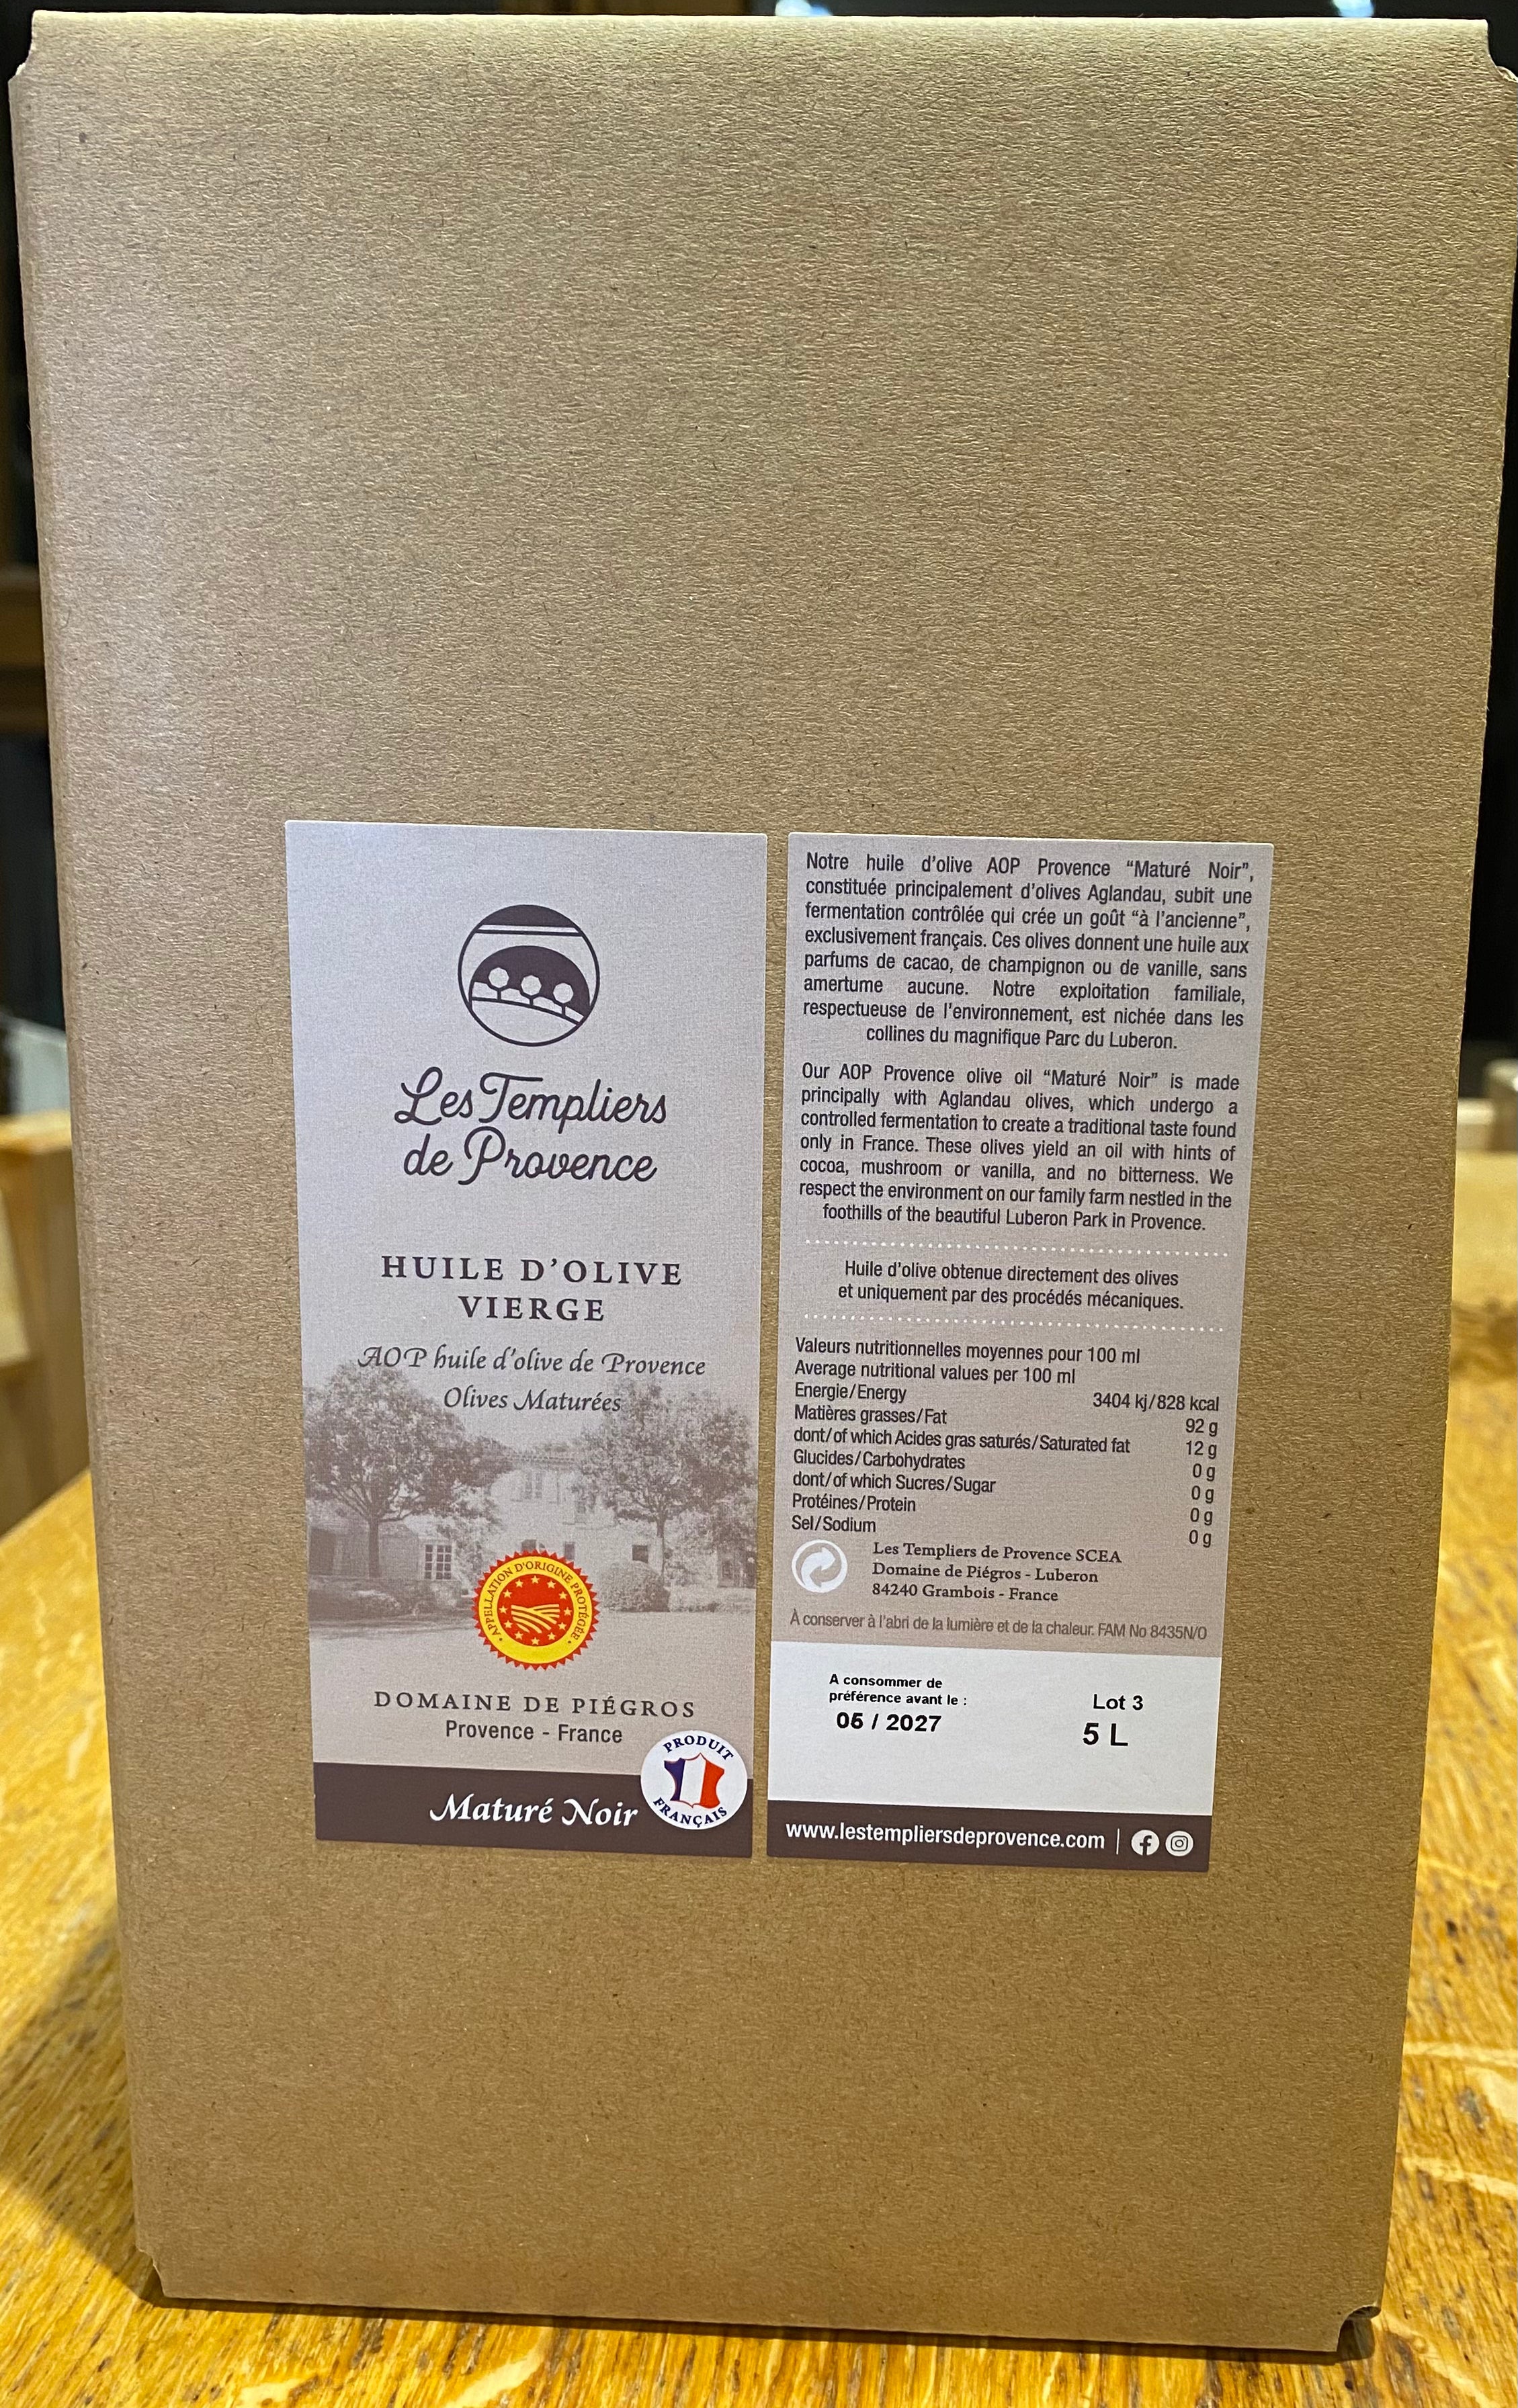 Les Templiers
de Provence
HUILE D'OLIVE
VIERGE
AOP huile d'olive de Provence
Olives Maturées
APPELLATION D'ORIGINE PROTÉGÉE
DOMAINE DE PIÉGROS
Provence - France
PRODUIT
FRANÇAIS
Maturé Noir
Notre huile d'olive AOP Provence “Maturé Noir”,
constituée principalement d'olives Aglandau, subit une
fermentation contrôlée qui crée un goût “à l'ancienne”,
exclusivement français. Ces olives donnent une huile aux
parfums de cacao, de champignon ou de vanille, sans
amertume aucune. Notre exploitation familiale,
respectueuse de l'environnement, est nichée dans les
collines du magnifique Parc du Luberon.
Our AOP Provence olive oil “Maturé Noir” is made
principally with Aglandau olives, which undergo a
controlled fermentation to create a traditional taste found
only in France. These olives yield an oil with hints of
cocoa, mushroom or vanilla, and no bitterness. We
respect the environment on our family farm nestled in the
foothills of the beautiful Luberon Park in Provence.
Huile d'olive obtenue directement des olives
et uniquement par des procédés mécaniques.
Valeurs nutritionnelles moyennes pour 100 ml
Average nutritional values per 100 ml
Energie/Energy 3404 kj/828 kcal
Matières grasses/Fat 92 g
dont/of which Acides gras saturés/Saturated fat 12 g
Glucides/Carbohydrates 0 g
dont/of which Sucres/Sugar 0 g
Protéines/Protein 0 g
Sel/Sodium 0 g
Les Templiers de Provence SCEA
Domaine de Piégros - Luberon
84240 Grambois - France
À conserver à l'abri de la lumière et de la chaleur. FAM No 8435N/O
A consommer de
préférence avant le :
05 / 2027
Lot 3
5 L
www.lestempliersdeprovence.com